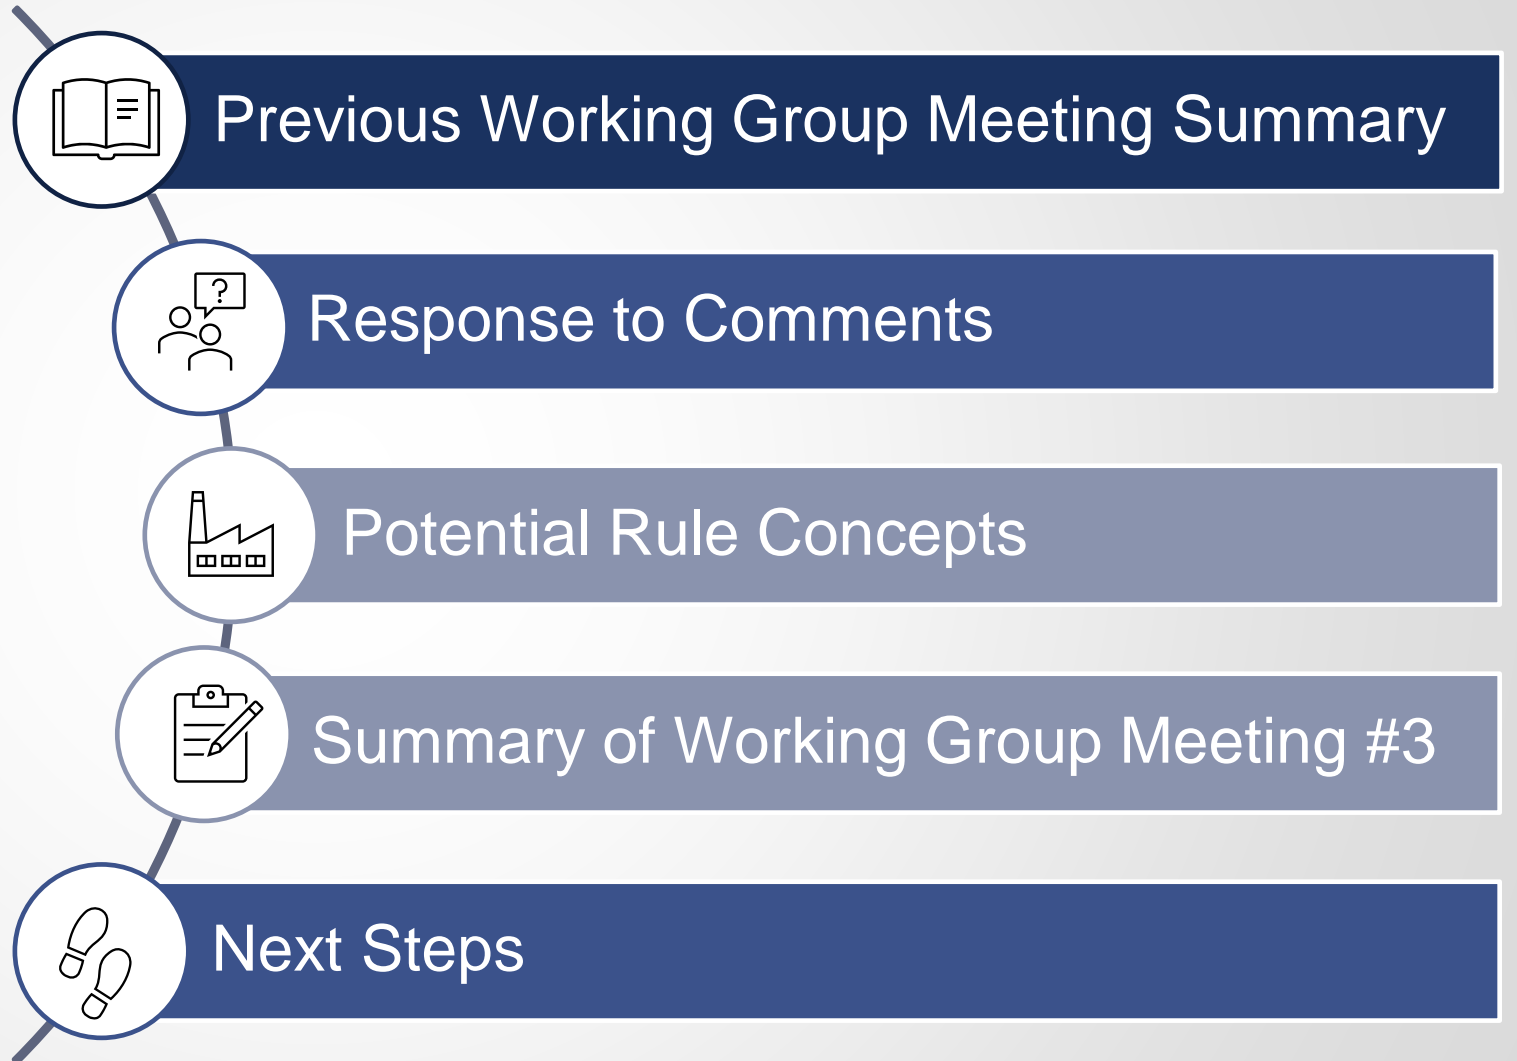 Previous Working Group Meeting Summary
?
Response to Comments
Potential Rule Concepts
Summary of Working Group Meeting #3
Next Steps